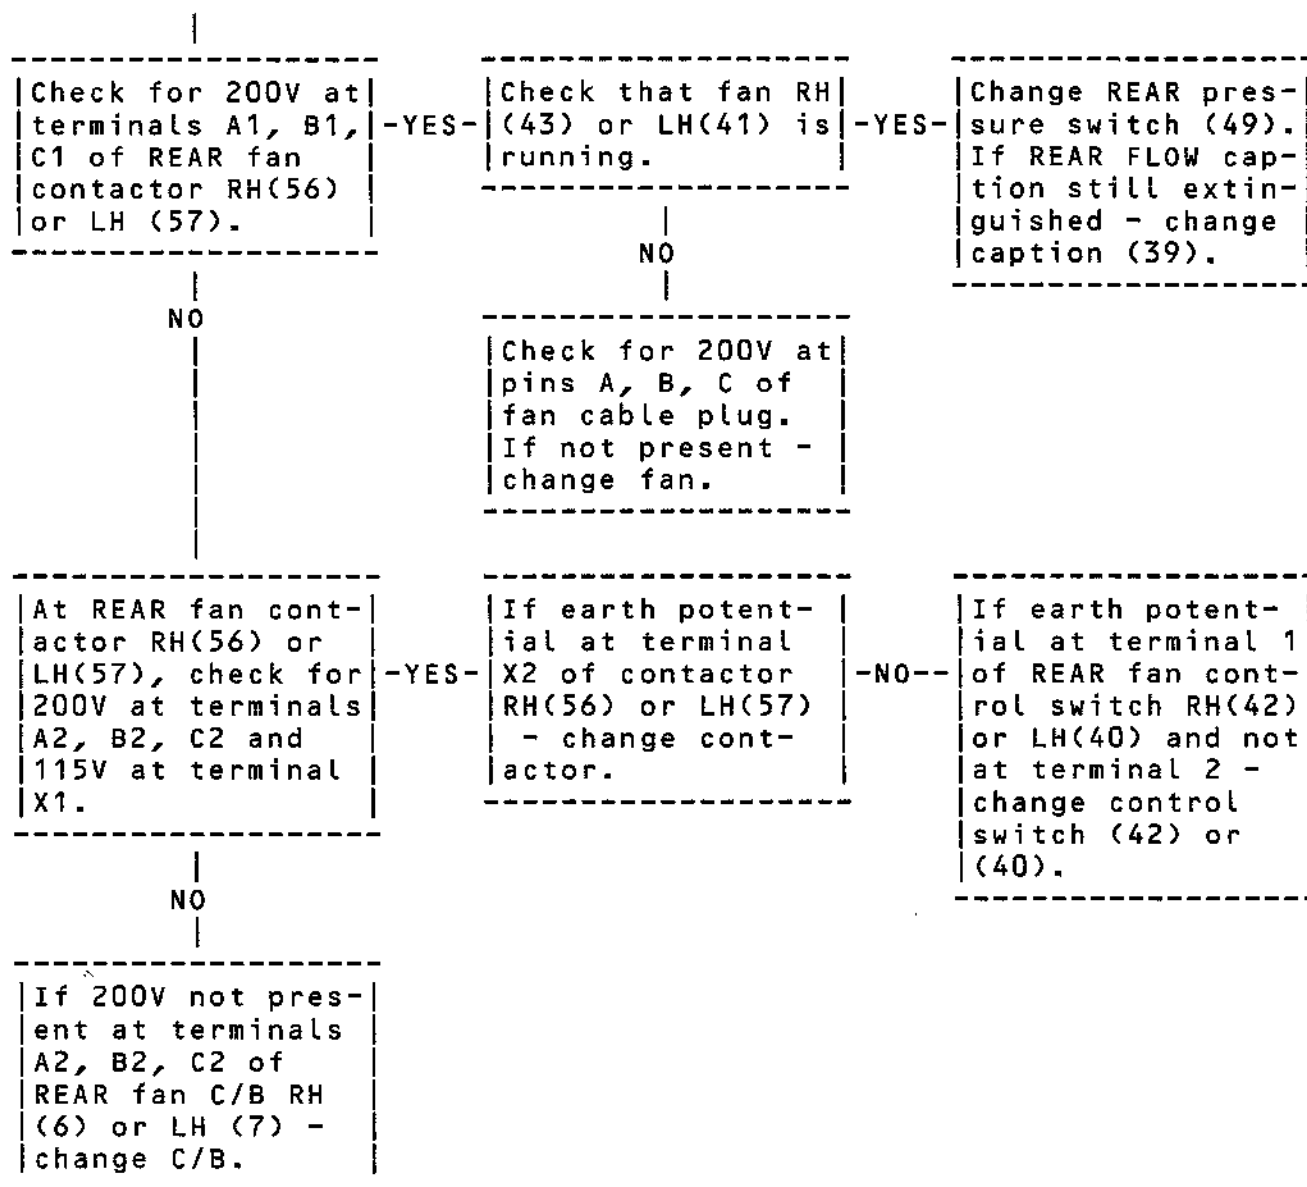 Check for 200V at
terminals A1, B1,
C1 of REAR fan
contactor RH(56)
or LH (57).
-YES-
Check that fan RH
(43) or LH(41) is
running.
-YES-
Change REAR pres-
sure switch (49).
If REAR FLOW cap-
tion still extin-
guished - change
caption (39).
NO
NO
Check for 200V at
pins A, B, C of
fan cable plug.
If not present -
change fan.
At REAR fan cont-
actor RH(56) or
LH(57), check for
200V at terminals
A2, B2, C2 and
115V at terminal
X1.
-YES-
If earth potent-
ial at terminal
X2 of contactor
RH(56) or LH(57)
- change cont-
actor.
-NO--
If earth potent-
ial at terminal 1
of REAR fan cont-
rol switch RH(42)
or LH(40) and not
at terminal 2 -
change control
switch (42) or
(40).
NO
If 200V not pres-
ent at terminals
A2, B2, C2 of
REAR fan C/B RH
(6) or LH (7) -
change C/B.